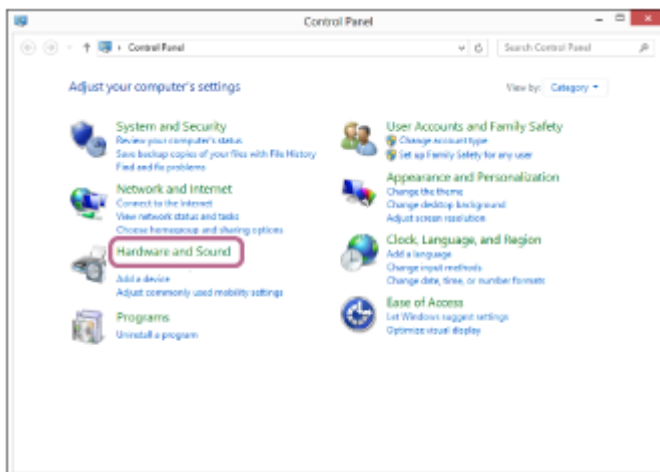 Control Panel
Control Panel
Search Control Panel
Adjust your computer's settings
View by: Category
System and Security
Review your computer's status
Save backup copies of your files with File History
Find and fix problems
Network and Internet
Connect to the Internet
View network status and tasks
Choose homegroup and sharing options
Hardware and Sound
Add a device
Adjust commonly used mobility settings
Programs
Uninstall a program
User Accounts and Family Safety
Change account type
Set up Family Safety for any user
Appearance and Personalization
Change the theme
Change desktop background
Adjust screen resolution
Clock, Language, and Region
Add a language
Change input methods
Change date, time, or number formats
Ease of Access
Let Windows suggest settings
Optimize visual display